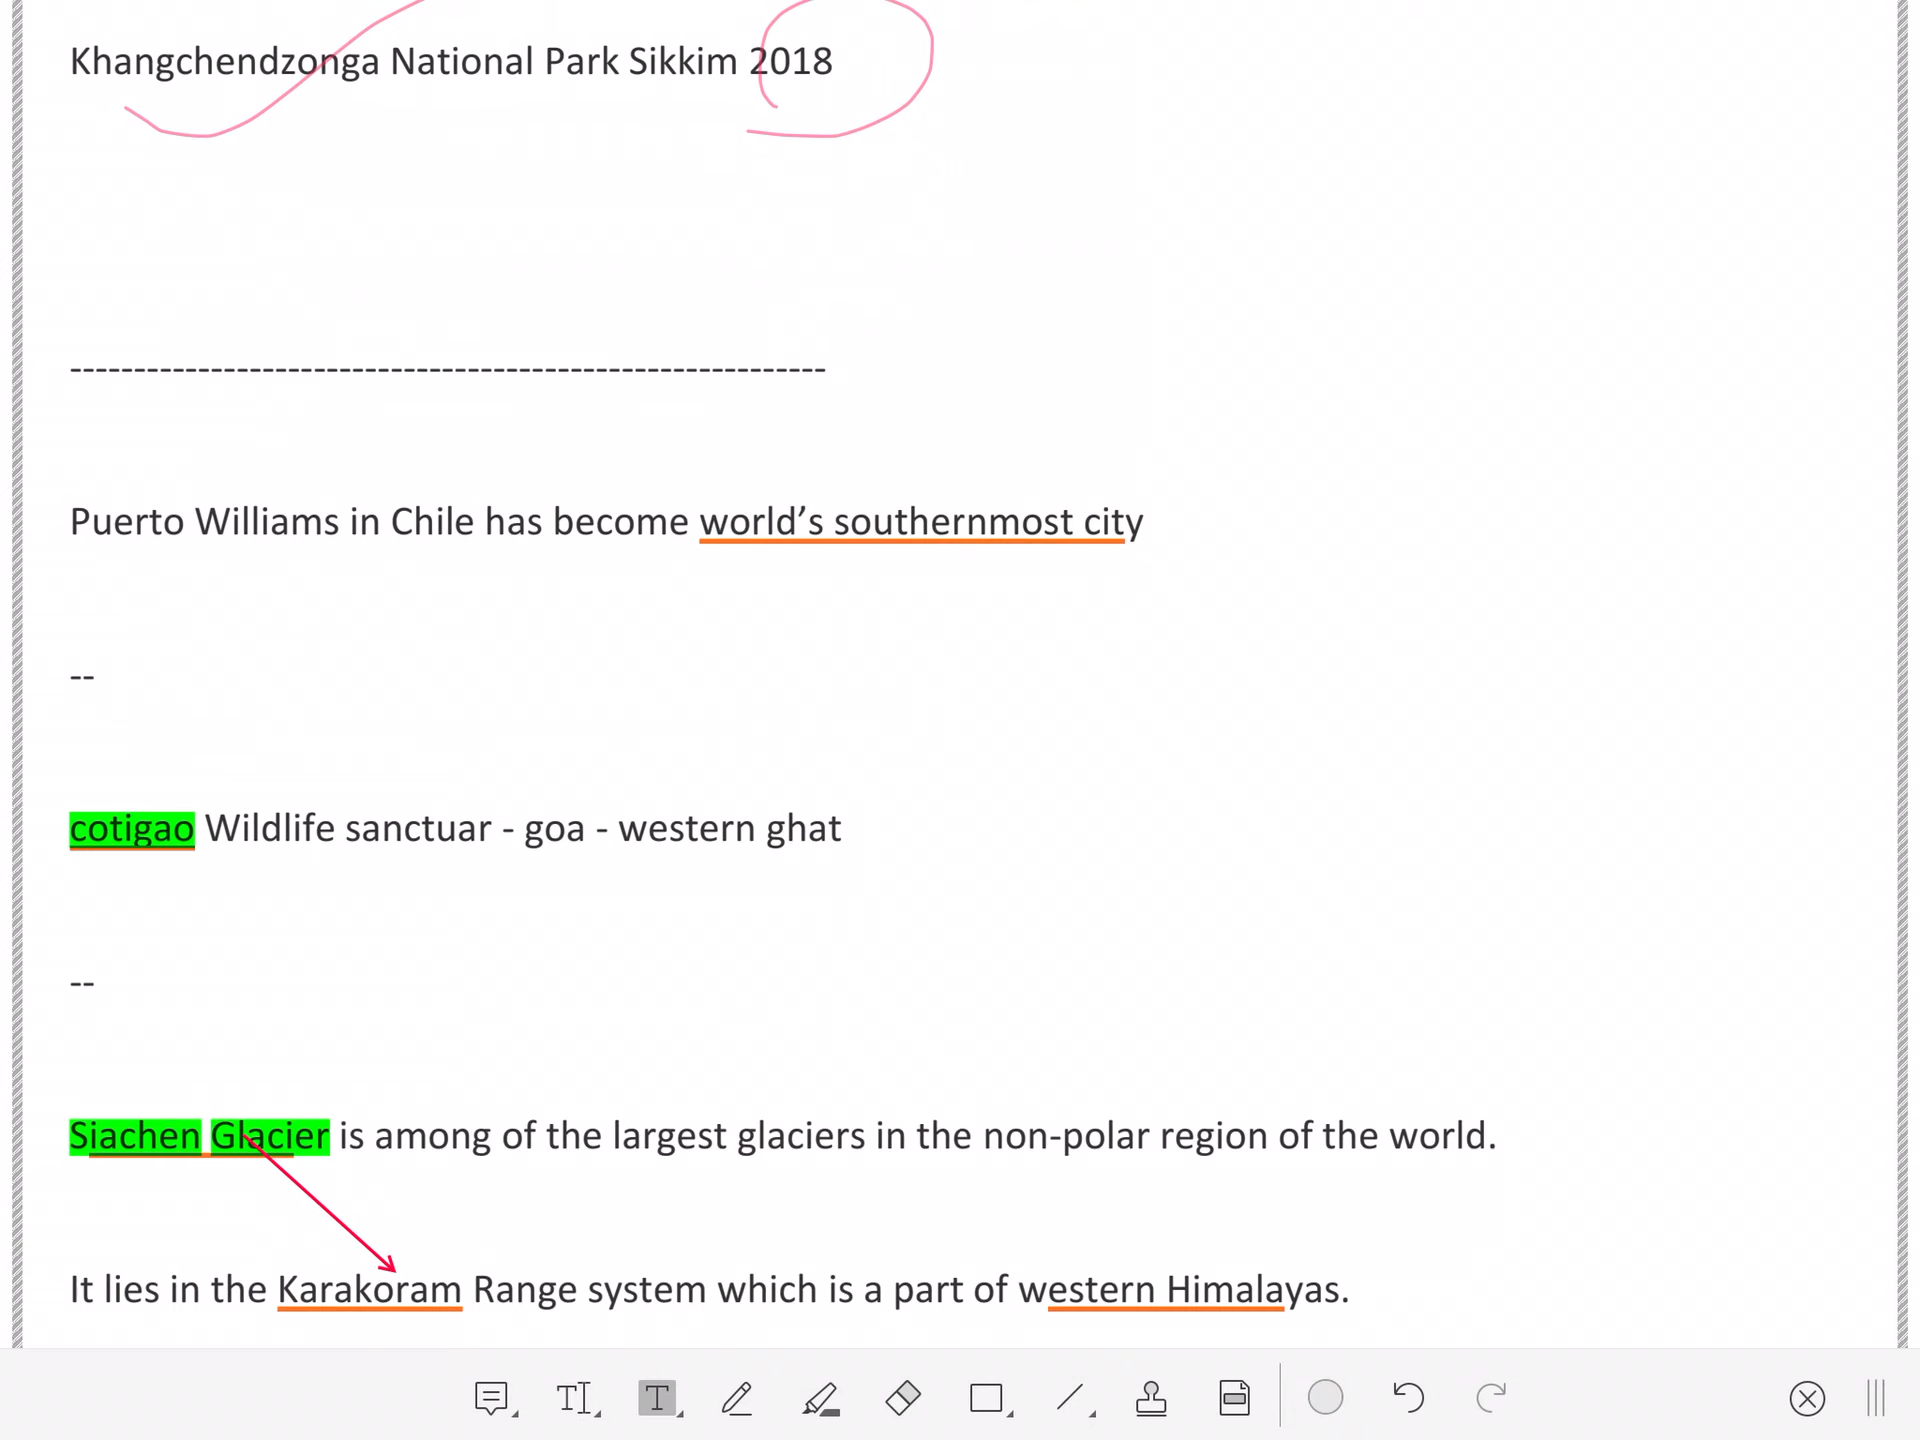 Khangchendzonga National Park Sikkim 2018
-----------------------------------------------------------
Puerto Williams in Chile has become world’s southernmost city
--
cotigao Wildlife sanctuar - goa - western ghat
--
Siachen Glacier is among of the largest glaciers in the non-polar region of the world.
It lies in the Karakoram Range system which is a part of western Himalayas.